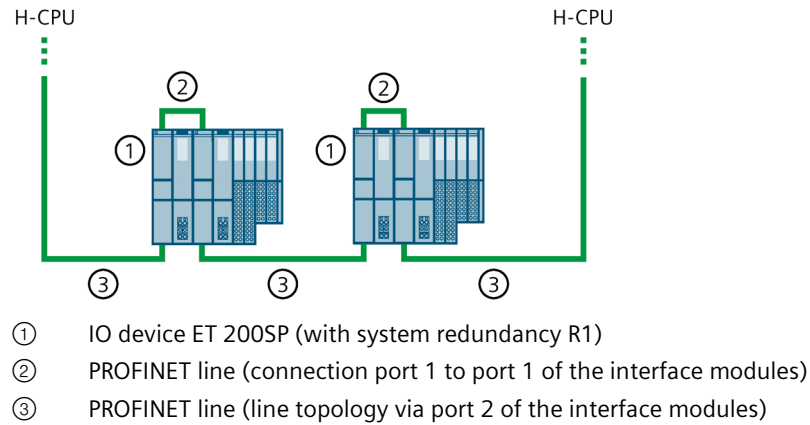 H-CPU H-CPU
② ②
① ①
③ ③ ③
① IO device ET 200SP (with system redundancy R1)
② PROFINET line (connection port 1 to port 1 of the interface modules)
③ PROFINET line (line topology via port 2 of the interface modules)